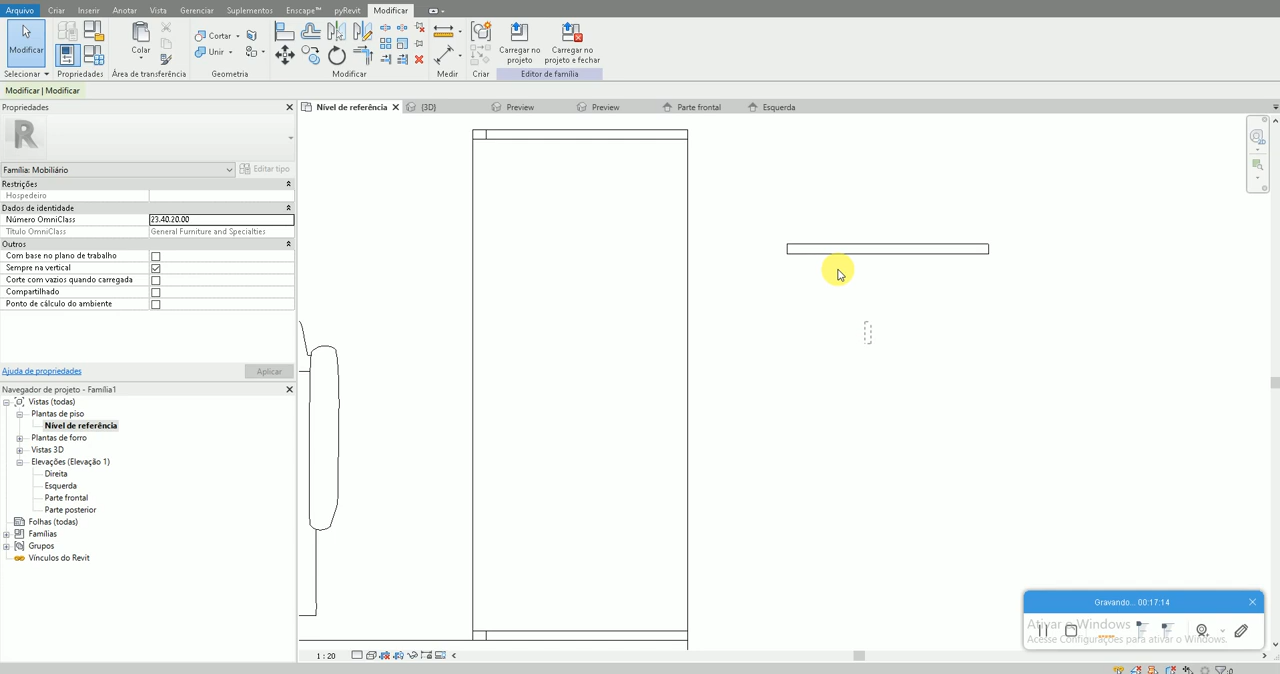 Arquivo Criar Inserir Anotar Vista Gerenciar Suplementos Enscape™ pyRevit Modificar
Modificar
Colar
Cortar
Unir
Carregar no projeto
Carregar no projeto e fechar
Selecionar Propriedades Área de transferência Geometria Modificar Medir Criar Editor de família
Modificar | Modificar
Propriedades
Nível de referência (3D) Preview Preview Parte frontal Esquerda
Família: Mobiliário Editar tipo
Restrições
Hospedeiro
Dados de identidade
Número OmniClass 23.40.20.00
Título OmniClass General Furniture and Specialties
Outros
Com base no plano de trabalho
Sempre na vertical
Corte com vazios quando carregada
Compartilhado
Ponto de cálculo do ambiente
Ajuda de propriedades Aplicar
Navegador de projeto - Família1
Vistas (todas)
Plantas de piso
Nível de referência
Plantas de forro
Vistas 3D
Elevações (Elevação 1)
Direita
Esquerda
Parte frontal
Parte posterior
Folhas (todas)
Famílias
Grupos
Vínculos do Revit
Gravando... 00:17:14
Ativar o Windows
Acesse Configurações para ativar o Windows.
1 : 20
:0